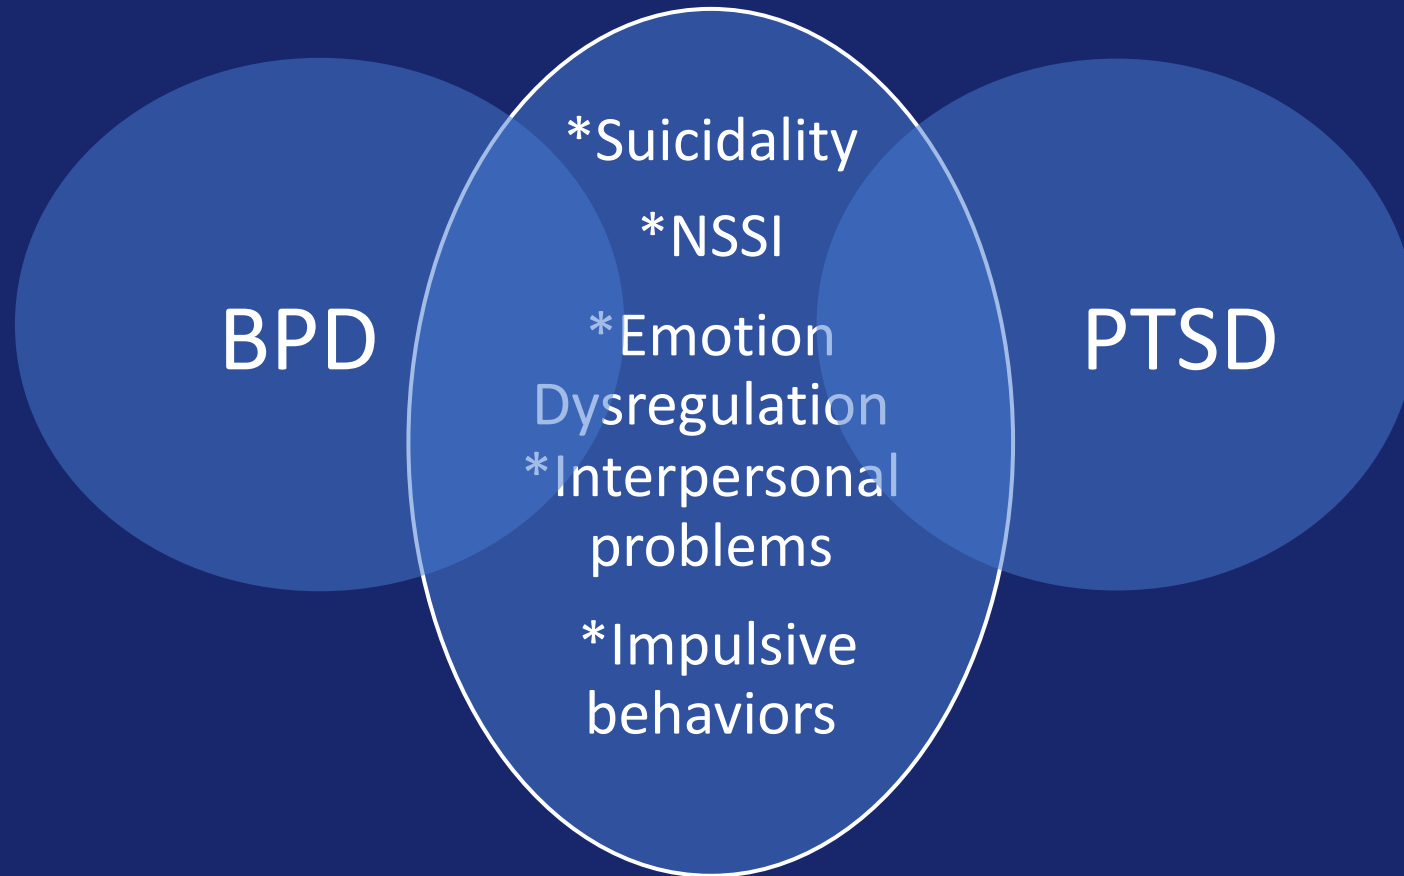 BPD
*Suicidality
*NSSI
*Emotion
Dysregulation
*Interpersonal
problems
*Impulsive
behaviors
PTSD